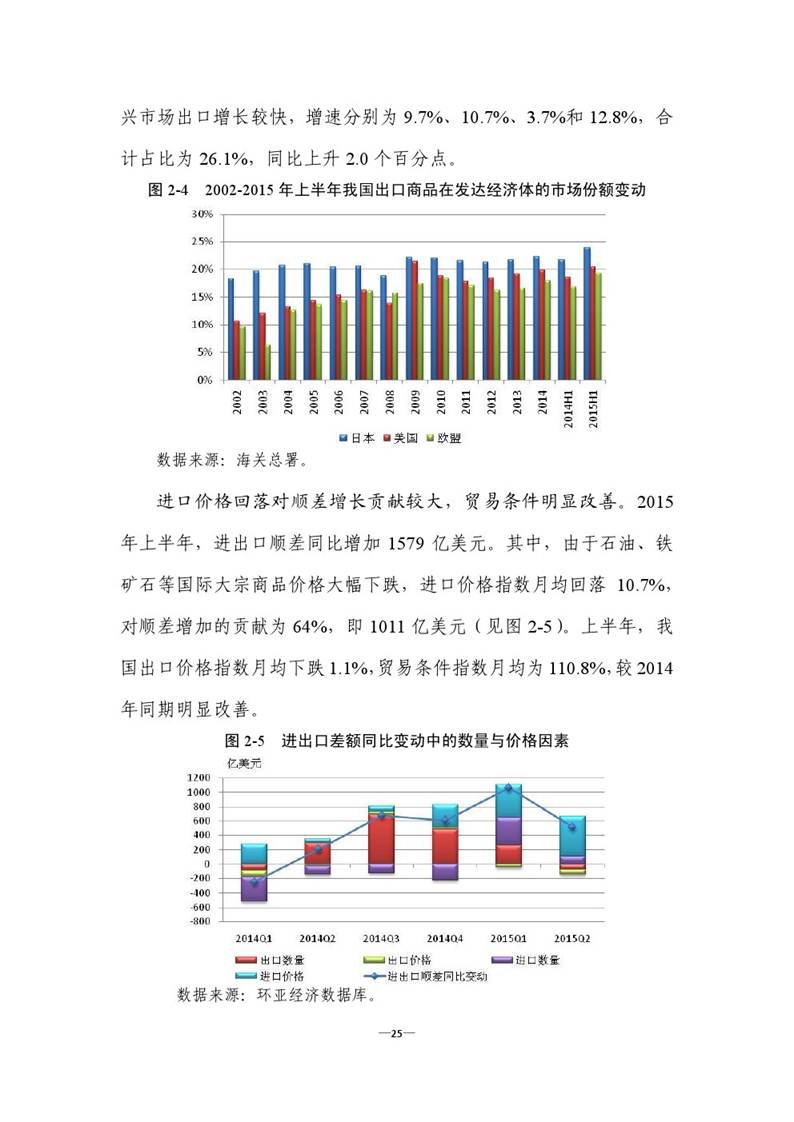 兴市场出口增长较快，增速分别为 9.7%、10.7%、3.7%和 12.8%，合
计占比为 26.1%，同比上升 2.0 个百分点。
图 2-4 2002-2015 年上半年我国出口商品在发达经济体的市场份额变动
30%
25%
20%
15%
10%
5%
0%
2002 2003 2004 2005 2006 2007 2008 2009 2010 2011 2012 2013 2014 2014H1 2015H1
日本 美国 欧盟
数据来源：海关总署。
进口价格回落对顺差增长贡献较大，贸易条件明显改善。2015
年上半年，进出口顺差同比增加 1579 亿美元。其中，由于石油、铁
矿石等国际大宗商品价格大幅下跌，进口价格指数月均回落 10.7%，
对顺差增加的贡献为 64%，即 1011 亿美元（见图 2-5）。上半年，我
国出口价格指数月均下跌 1.1%，贸易条件指数月均为 110.8%，较 2014
年同期明显改善。
图 2-5 进出口差额同比变动中的数量与价格因素
亿美元
1200
1000
800
600
400
200
0
-200
-400
-600
-800
2014Q1 2014Q2 2014Q3 2014Q4 2015Q1 2015Q2
出口数量 出口价格 进口数量
进口价格 进出口顺差同比变动
数据来源：环亚经济数据库。
—25—